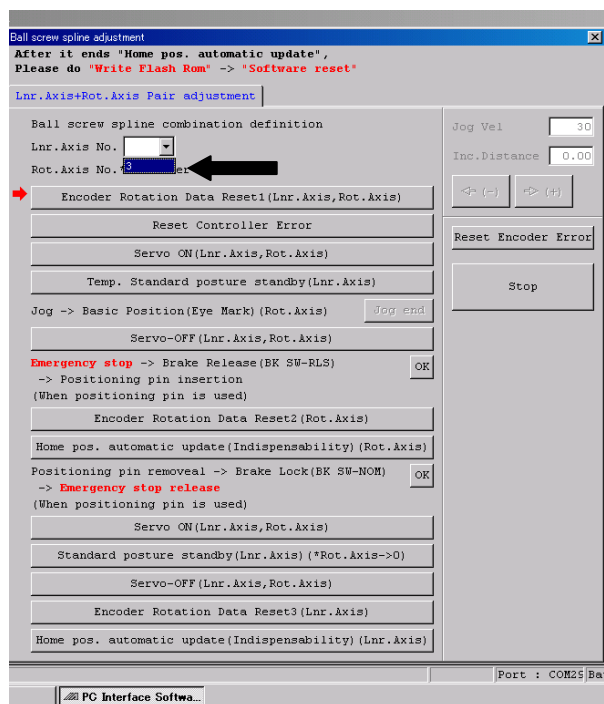 Ball screw spline adjustment
After it ends "Home pos. automatic update",
Please do "Write Flash Rom" -> "Software reset"
Lnr.Axis+Rot.Axis Pair adjustment
Ball screw spline combination definition
Lnr.Axis No.
Rot.Axis No.
3
Encoder Rotation Data Reset1(Lnr.Axis,Rot.Axis)
Reset Controller Error
Servo ON(Lnr.Axis,Rot.Axis)
Temp. Standard posture standby(Lnr.Axis)
Jog -> Basic Position(Eye Mark)(Rot.Axis)
Jog end
Servo-OFF(Lnr.Axis,Rot.Axis)
Emergency stop -> Brake Release(BK SW-RLS)
-> Positioning pin insertion
(When positioning pin is used)
OK
Encoder Rotation Data Reset2(Rot.Axis)
Home pos. automatic update(Indispensability)(Rot.Axis)
Positioning pin removeal -> Brake Lock(BK SW-NOM)
-> Emergency stop release
(When positioning pin is used)
OK
Servo ON(Lnr.Axis,Rot.Axis)
Standard posture standby(Lnr.Axis)(*Rot.Axis->0)
Servo-OFF(Lnr.Axis,Rot.Axis)
Encoder Rotation Data Reset3(Lnr.Axis)
Home pos. automatic update(Indispensability)(Lnr.Axis)
Jog Vel 30
Inc.Distance 0.00
(-) (+)
Reset Encoder Error
Stop
Port : COM29
Ba
PC Interface Softwa...